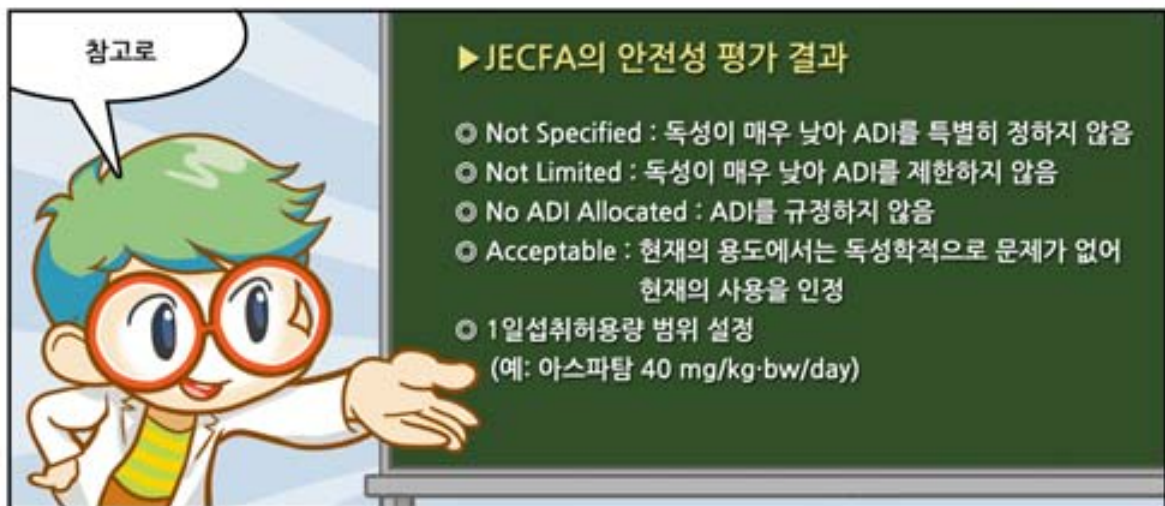 참고로
▶JECFA의 안전성 평가 결과
◎ Not Specified : 독성이 매우 낮아 ADI를 특별히 정하지 않음
◎ Not Limited : 독성이 매우 낮아 ADI를 제한하지 않음
◎ No ADI Allocated : ADI를 규정하지 않음
◎ Acceptable : 현재의 용도에서는 독성학적으로 문제가 없어
현재의 사용을 인정
◎ 1일섭취허용량 범위 설정
(예: 아스파탐 40 mg/kg·bw/day)